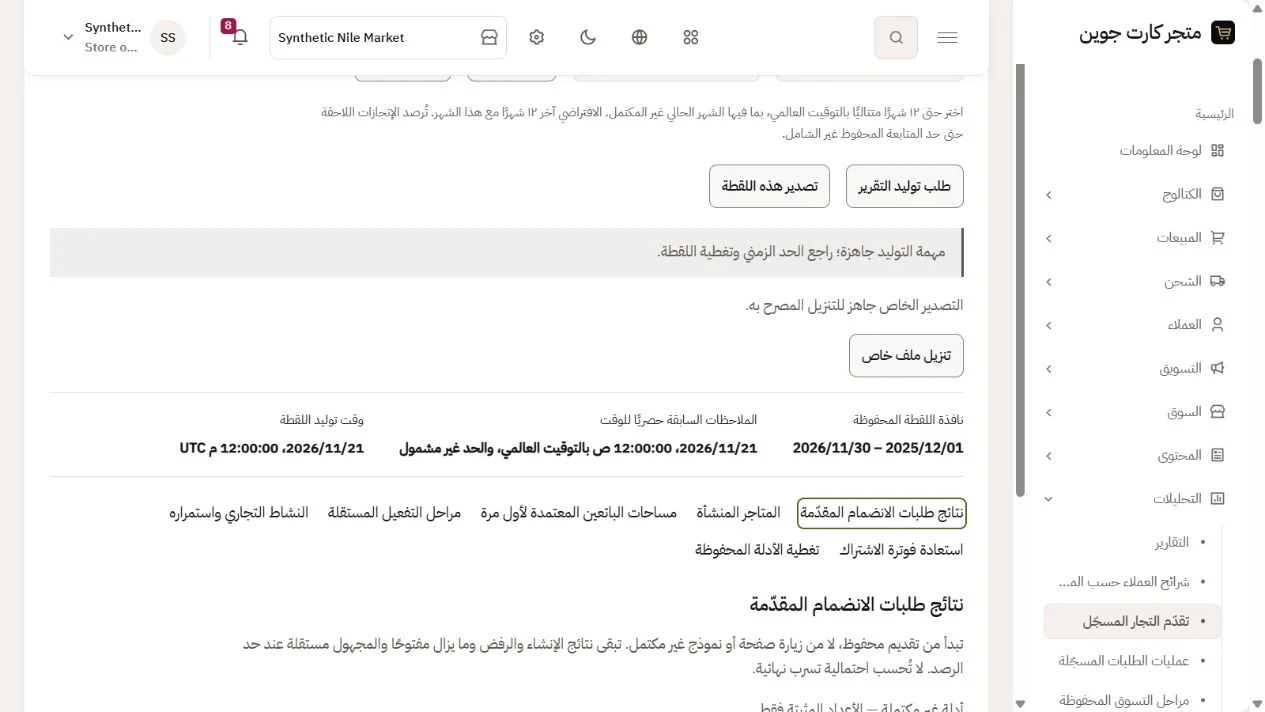 متجر كارت جوين
الرئيسية
لوحة المعلومات
الكتالوج
المبيعات
الشحن
العملاء
التسويق
السوق
المحتوى
التحليلات
التقارير
شرائح العملاء حسب المـ...
تقدّم التجار المسجّل
عمليات الطلبات المسجّلة
مراحل التسوق المحفوظة
Synthetic Nile Market
8
SS
Synthet...
Store o...
اختر حتى ١٢ شهرًا متتاليًا بالتوقيت العالمي، بما فيها الشهر الحالي غير المكتمل. الافتراضي آخر ١٢ شهرًا مع هذا الشهر. تُرصد الإنجازات اللاحقة
حتى حد المتابعة المحفوظ غير الشامل.
طلب توليد التقرير
تصدير هذه اللقطة
مهمة التوليد جاهزة؛ راجع الحد الزمني وتغطية اللقطة.
التصدير الخاص جاهز للتنزيل المصرح به.
تنزيل ملف خاص
نافذة اللقطة المحفوظة
2025/12/01 – 2026/11/30
الملاحظات السابقة حصريًا للوقت
2026/11/21، 12:00:00 ص بالتوقيت العالمي، والحد غير مشمول
وقت توليد اللقطة
2026/11/21، 12:00:00 م UTC
نتائج طلبات الانضمام المقدّمة
المتاجر المنشأة
مساحات البائعين المعتمدة لأول مرة
مراحل التفعيل المستقلة
النشاط التجاري واستمراره
استعادة فوترة الاشتراك
تغطية الأدلة المحفوظة
نتائج طلبات الانضمام المقدّمة
تبدأ من تقديم محفوظ، لا من زيارة صفحة أو نموذج غير مكتمل. تبقى نتائج الإنشاء والرفض وما يزال مفتوحًا والمجهول مستقلة عند حد
الرصد. لا تُحسب احتمالية تسرب نهائية.
أدلة غير مكتملة — الأعداد المثبتة فقط